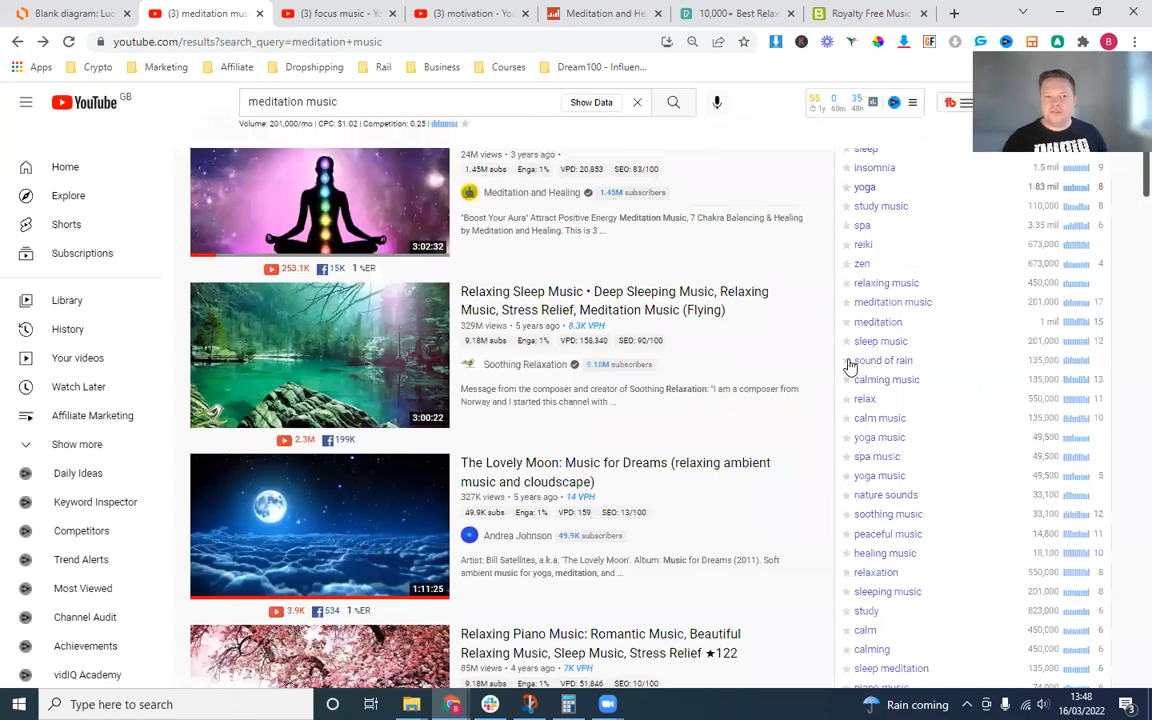 Blank diagram: Luc
(3) meditation mus
(3) focus music - Yo
(3) motivation - You
Meditation and He
10,000+ Best Relax
Royalty Free Music
youtube.com/results?search_query=meditation+music
Apps
Crypto
Marketing
Affiliate
Dropshipping
Rail
Business
Courses
Dream100 - Influen...
YouTube GB
meditation music
Show Data
Volume: 201,000/mo | CPC: $1.02 | Competition: 0.25 |
55 0 35
1y 60m 48h
Home
Explore
Shorts
Subscriptions
Library
History
Your videos
Watch Later
Affiliate Marketing
Show more
Daily Ideas
Keyword Inspector
Competitors
Trend Alerts
Most Viewed
Channel Audit
Achievements
vidIQ Academy
3:02:32
253.1K 15K 1 %ER
24M views • 3 years ago •
1.45M subs Enga: 1% VPD: 20,853 SEO: 83/100
Meditation and Healing 1.45M subscribers
"Boost Your Aura" Attract Positive Energy Meditation Music, 7 Chakra Balancing & Healing
by Meditation and Healing. This is 3 ...
3:00:22
2.3M 199K
Relaxing Sleep Music • Deep Sleeping Music, Relaxing
Music, Stress Relief, Meditation Music (Flying)
329M views • 5 years ago • 8.3K VPH
9.18M subs Enga: 1% VPD: 158,340 SEO: 90/100
Soothing Relaxation 9.18M subscribers
Message from the composer and creator of Soothing Relaxation: "I am a composer from
Norway and I started this channel with ...
1:11:25
3.9K 534 1 %ER
The Lovely Moon: Music for Dreams (relaxing ambient
music and cloudscape)
327K views • 5 years ago • 14 VPH
49.9K subs Enga: 1% VPD: 159 SEO: 13/100
Andrea Johnson 49.9K subscribers
Artist: Bill Satellites, a.k.a. 'The Lovely Moon'. Album: Music for Dreams (2011). Soft
ambient music for yoga, meditation, and ...
Relaxing Piano Music: Romantic Music, Beautiful
Relaxing Music, Sleep Music, Stress Relief ★122
85M views • 4 years ago • 7K VPH
9.18M subs Enga: 1% VPD: 51,846 SEO: 10/100
sleep
insomnia 1.5 mil 9
yoga 1.83 mil 8
study music 110,000 8
spa 3.35 mil 6
reiki 673,000
zen 673,000 4
relaxing music 450,000
meditation music 201,000 17
meditation 1 mil 15
sleep music 201,000 12
sound of rain 135,000
calming music 135,000 13
relax 550,000 11
calm music 135,000 10
yoga music 49,500
spa music 49,500
yoga music 49,500 5
nature sounds 33,100
soothing music 33,100 12
peaceful music 14,800 11
healing music 18,100 10
relaxation 550,000 8
sleeping music 201,000 8
study 823,000 6
calm 450,000 6
calming 450,000 6
sleep meditation 135,000 6
Type here to search
Rain coming
13:48
16/03/2022